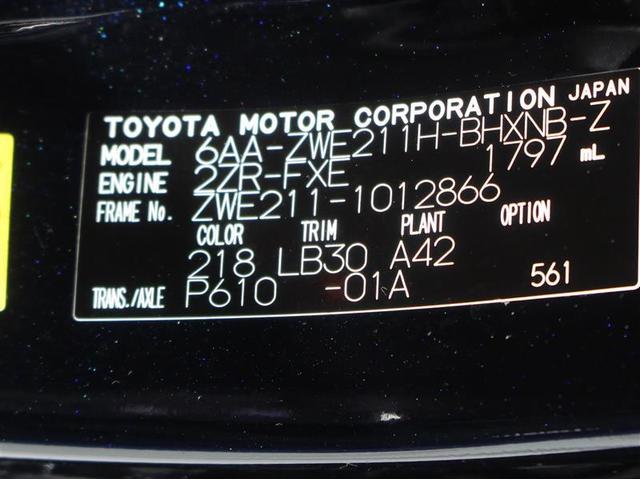 TOYOTA MOTOR CORPORATION JAPAN
MODEL 6AA-ZWE211H-BHXNB-Z
ENGINE 2ZR-FXE 1797 mL
FRAME No. ZWE211-1012866
COLOR TRIM PLANT OPTION
218 LB30 A42
TRANS./AXLE P610 -01A 561